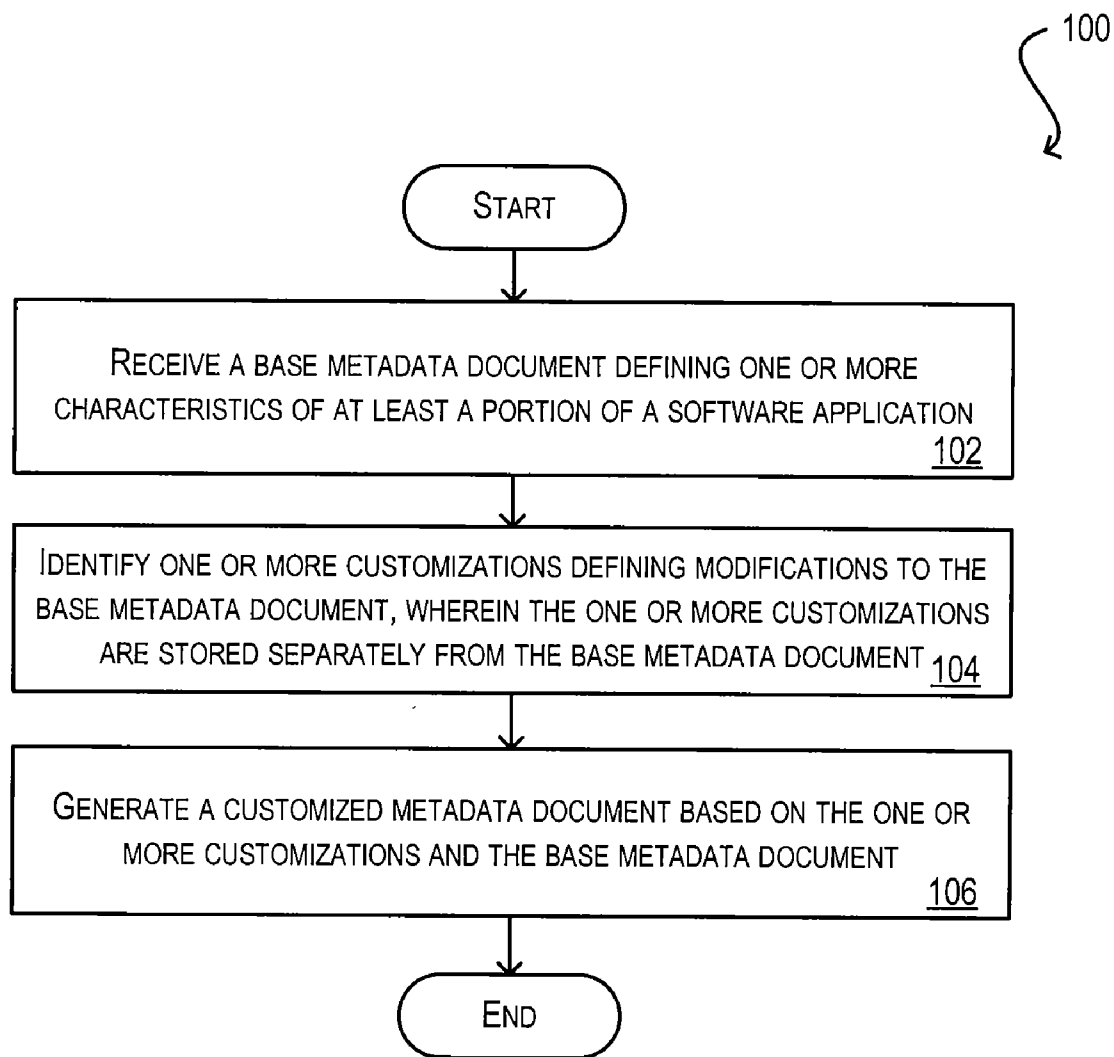 100
START
RECEIVE A BASE METADATA DOCUMENT DEFINING ONE OR MORE
CHARACTERISTICS OF AT LEAST A PORTION OF A SOFTWARE APPLICATION
102
IDENTIFY ONE OR MORE CUSTOMIZATIONS DEFINING MODIFICATIONS TO THE
BASE METADATA DOCUMENT, WHEREIN THE ONE OR MORE CUSTOMIZATIONS
ARE STORED SEPARATELY FROM THE BASE METADATA DOCUMENT
104
GENERATE A CUSTOMIZED METADATA DOCUMENT BASED ON THE ONE OR
MORE CUSTOMIZATIONS AND THE BASE METADATA DOCUMENT
106
END